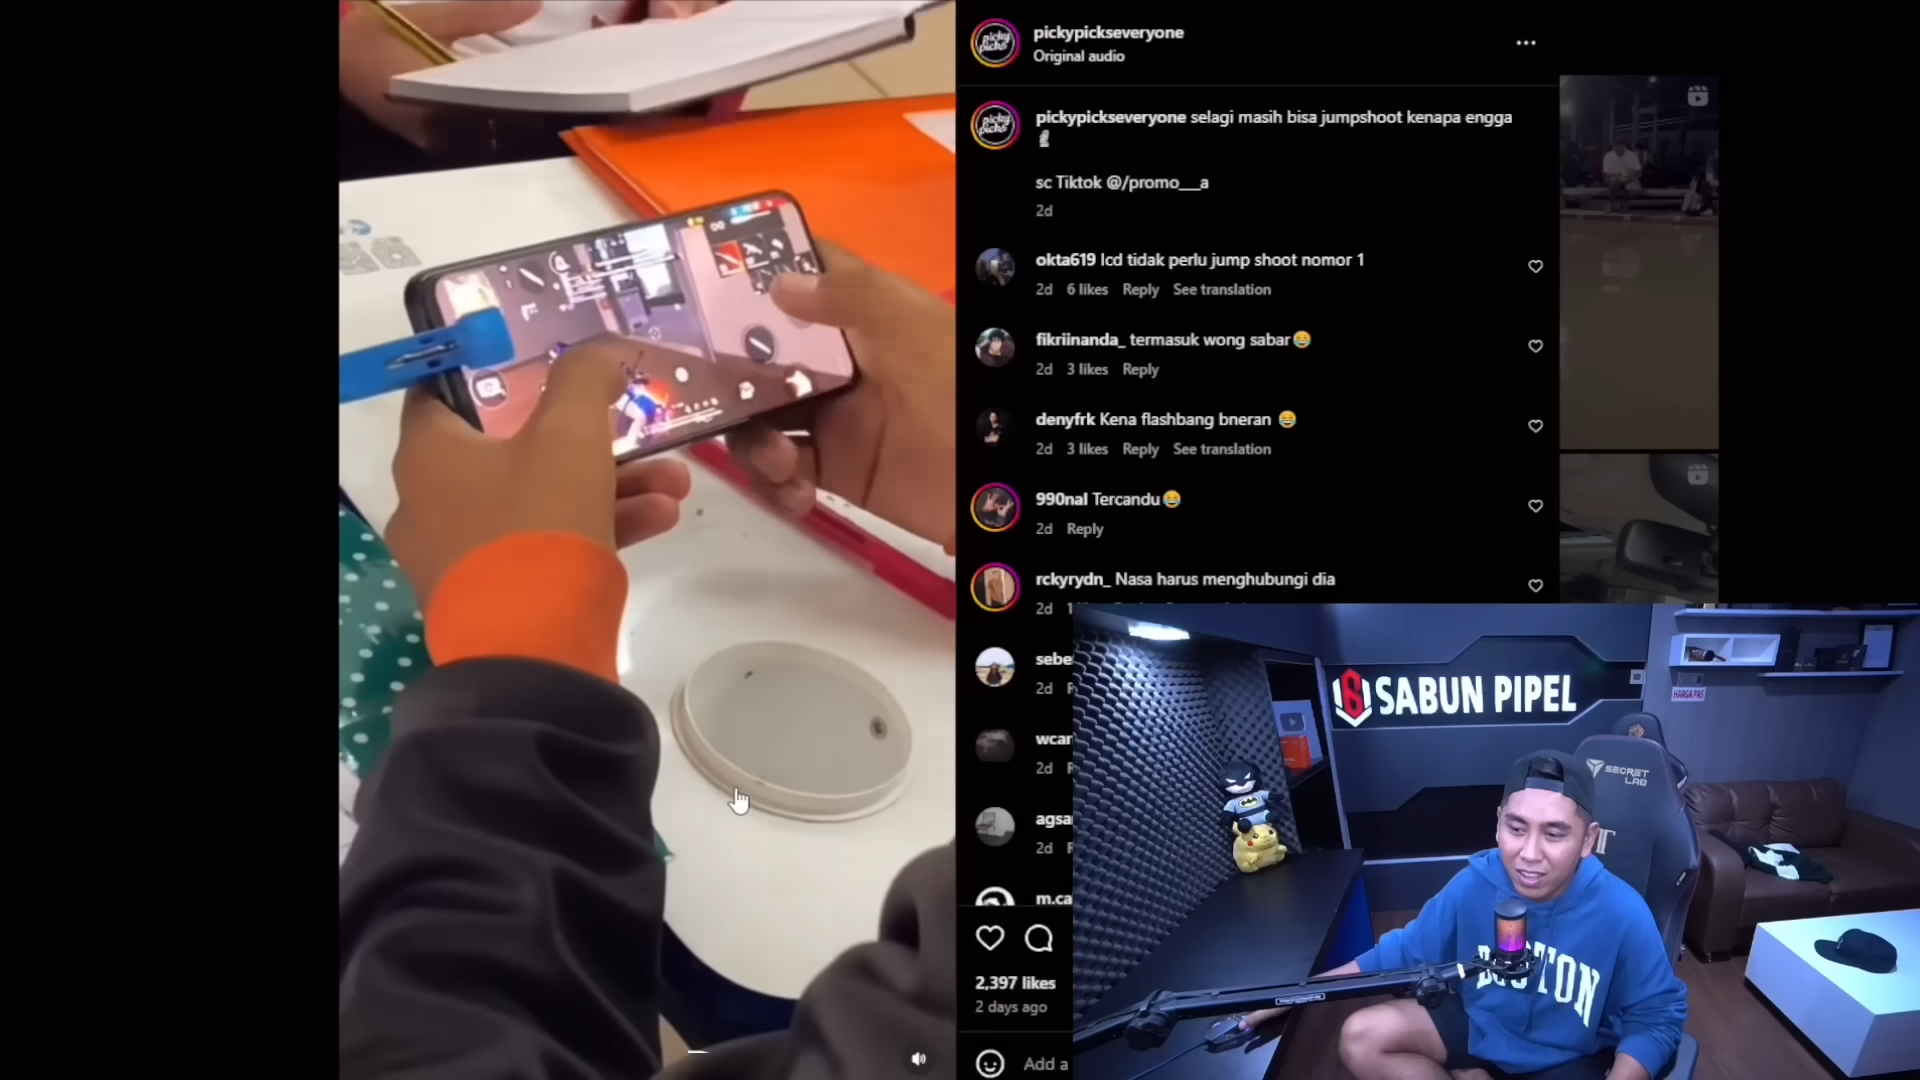 pickypickseveryone
Original audio
pickypickseveryone selagi masih bisa jumpshoot kenapa engga
sc Tiktok @/promo___a
2d
okta619 lcd tidak perlu jump shoot nomor 1
2d 6 likes Reply See translation
fikriinanda_ termasuk wong sabar😂
2d 3 likes Reply
denyfrk Kena flashbang bneran 😂
2d 3 likes Reply See translation
990nal Tercandu😂
2d Reply
rckyrydn_ Nasa harus menghubungi dia
2d
sebe
2d
wcan
2d
agsa
2d
m.ca
2,397 likes
2 days ago
Add a
SABUN PIPEL
HARGA PAS
SECRET
LAB
BOSTON